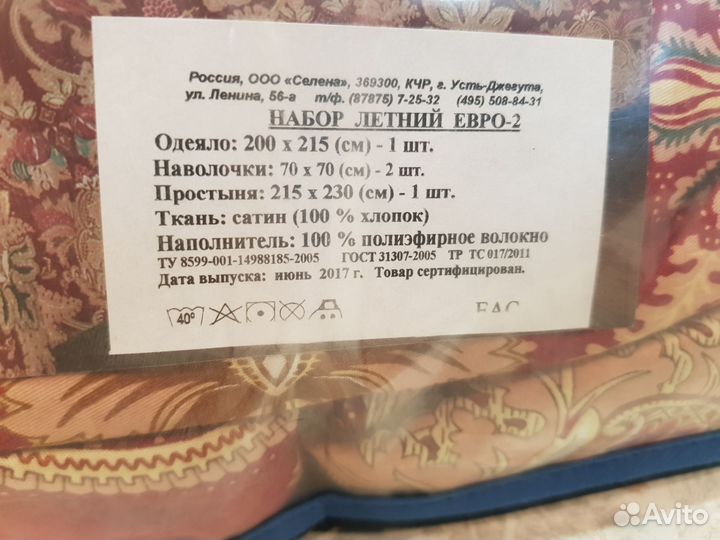 Россия, ООО «Селена», 369300, КЧР, г. Усть-Джегута,
ул. Ленина, 56-а т/ф. (87875) 7-25-32 (495) 508-84-31
НАБОР ЛЕТНИЙ ЕВРО-2
Одеяло: 200 х 215 (см) - 1 шт.
Наволочки: 70 х 70 (см) - 2 шт.
Простыня: 215 х 230 (см) - 1 шт.
Ткань: сатин (100 % хлопок)
Наполнитель: 100 % полиэфирное волокно
ТУ 8599-001-14988185-2005 ГОСТ 31307-2005 ТР ТС 017/2011
Дата выпуска: июнь 2017 г. Товар сертифицирован.
40° ЕАС
Avito